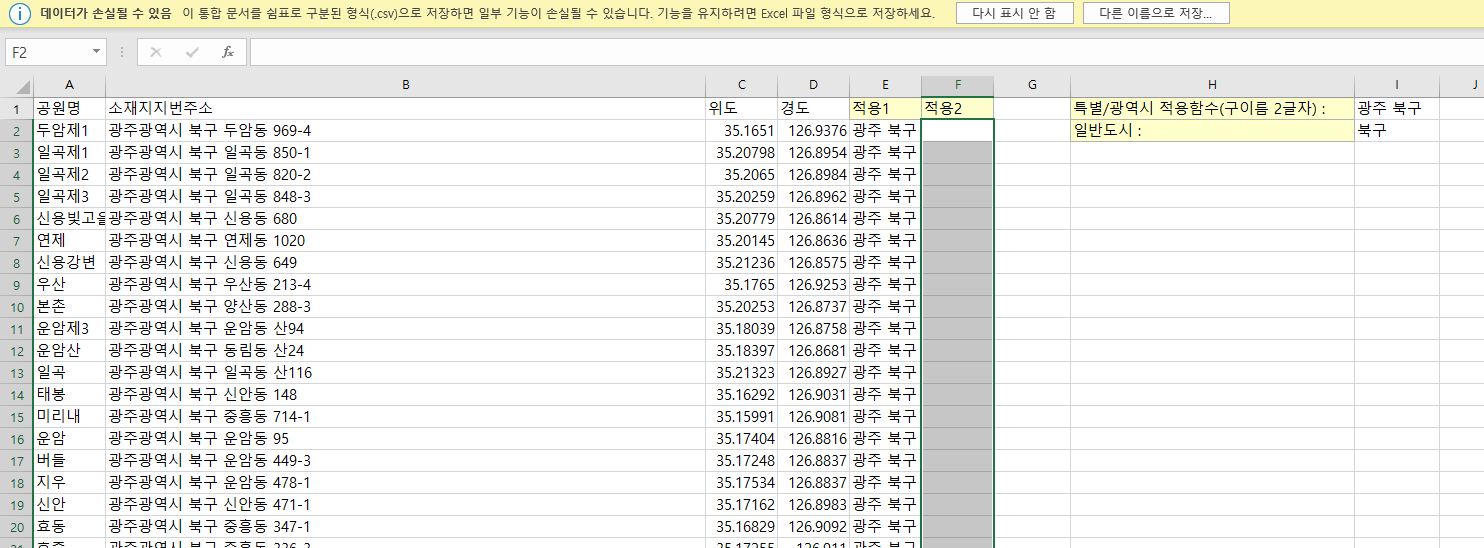 데이터가 손실될 수 있음 이 통합 문서를 쉼표로 구분된 형식(.csv)으로 저장하면 일부 기능이 손실될 수 있습니다. 기능을 유지하려면 Excel 파일 형식으로 저장하세요. 다시 표시 안 함 다른 이름으로 저장...
F2 fx
A B C D E F G H I J
1 공원명 소재지지번주소 위도 경도 적용1 적용2 특별/광역시 적용함수(구이름 2글자) : 광주 북구
2 두암제1 광주광역시 북구 두암동 969-4 35.1651 126.9376 광주 북구 일반도시 : 북구
3 일곡제1 광주광역시 북구 일곡동 850-1 35.20798 126.8954 광주 북구
4 일곡제2 광주광역시 북구 일곡동 820-2 35.2065 126.8984 광주 북구
5 일곡제3 광주광역시 북구 일곡동 848-3 35.20259 126.8962 광주 북구
6 신용빛고을 광주광역시 북구 신용동 680 35.20779 126.8614 광주 북구
7 연제 광주광역시 북구 연제동 1020 35.20145 126.8636 광주 북구
8 신용강변 광주광역시 북구 신용동 649 35.21236 126.8575 광주 북구
9 우산 광주광역시 북구 우산동 213-4 35.1765 126.9253 광주 북구
10 본촌 광주광역시 북구 양산동 288-3 35.20253 126.8737 광주 북구
11 운암제3 광주광역시 북구 운암동 산94 35.18039 126.8758 광주 북구
12 운암산 광주광역시 북구 동림동 산24 35.18397 126.8681 광주 북구
13 일곡 광주광역시 북구 일곡동 산116 35.21323 126.8927 광주 북구
14 태봉 광주광역시 북구 신안동 148 35.16292 126.9031 광주 북구
15 미리내 광주광역시 북구 중흥동 714-1 35.15991 126.9081 광주 북구
16 운암 광주광역시 북구 운암동 95 35.17404 126.8816 광주 북구
17 버들 광주광역시 북구 운암동 449-3 35.17248 126.8837 광주 북구
18 지우 광주광역시 북구 운암동 478-1 35.17534 126.8837 광주 북구
19 신안 광주광역시 북구 신안동 471-1 35.17162 126.8983 광주 북구
20 효동 광주광역시 북구 중흥동 347-1 35.16829 126.9092 광주 북구